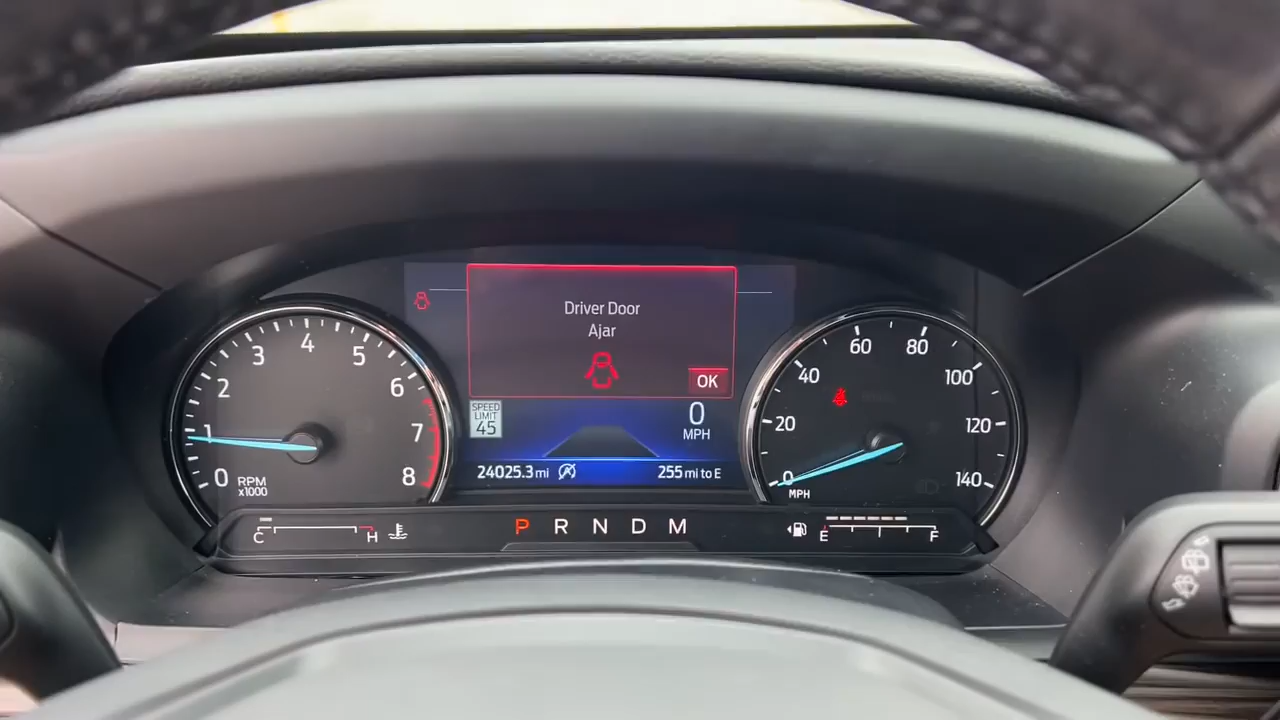 Driver Door
Ajar
OK
SPEED
LIMIT
45
0
MPH
24025.3 mi
255 mi to E
0 1 2 3 4 5 6 7 8
RPM
x1000
0 20 40 60 80 100 120 140
MPH
C H
P R N D M
E F